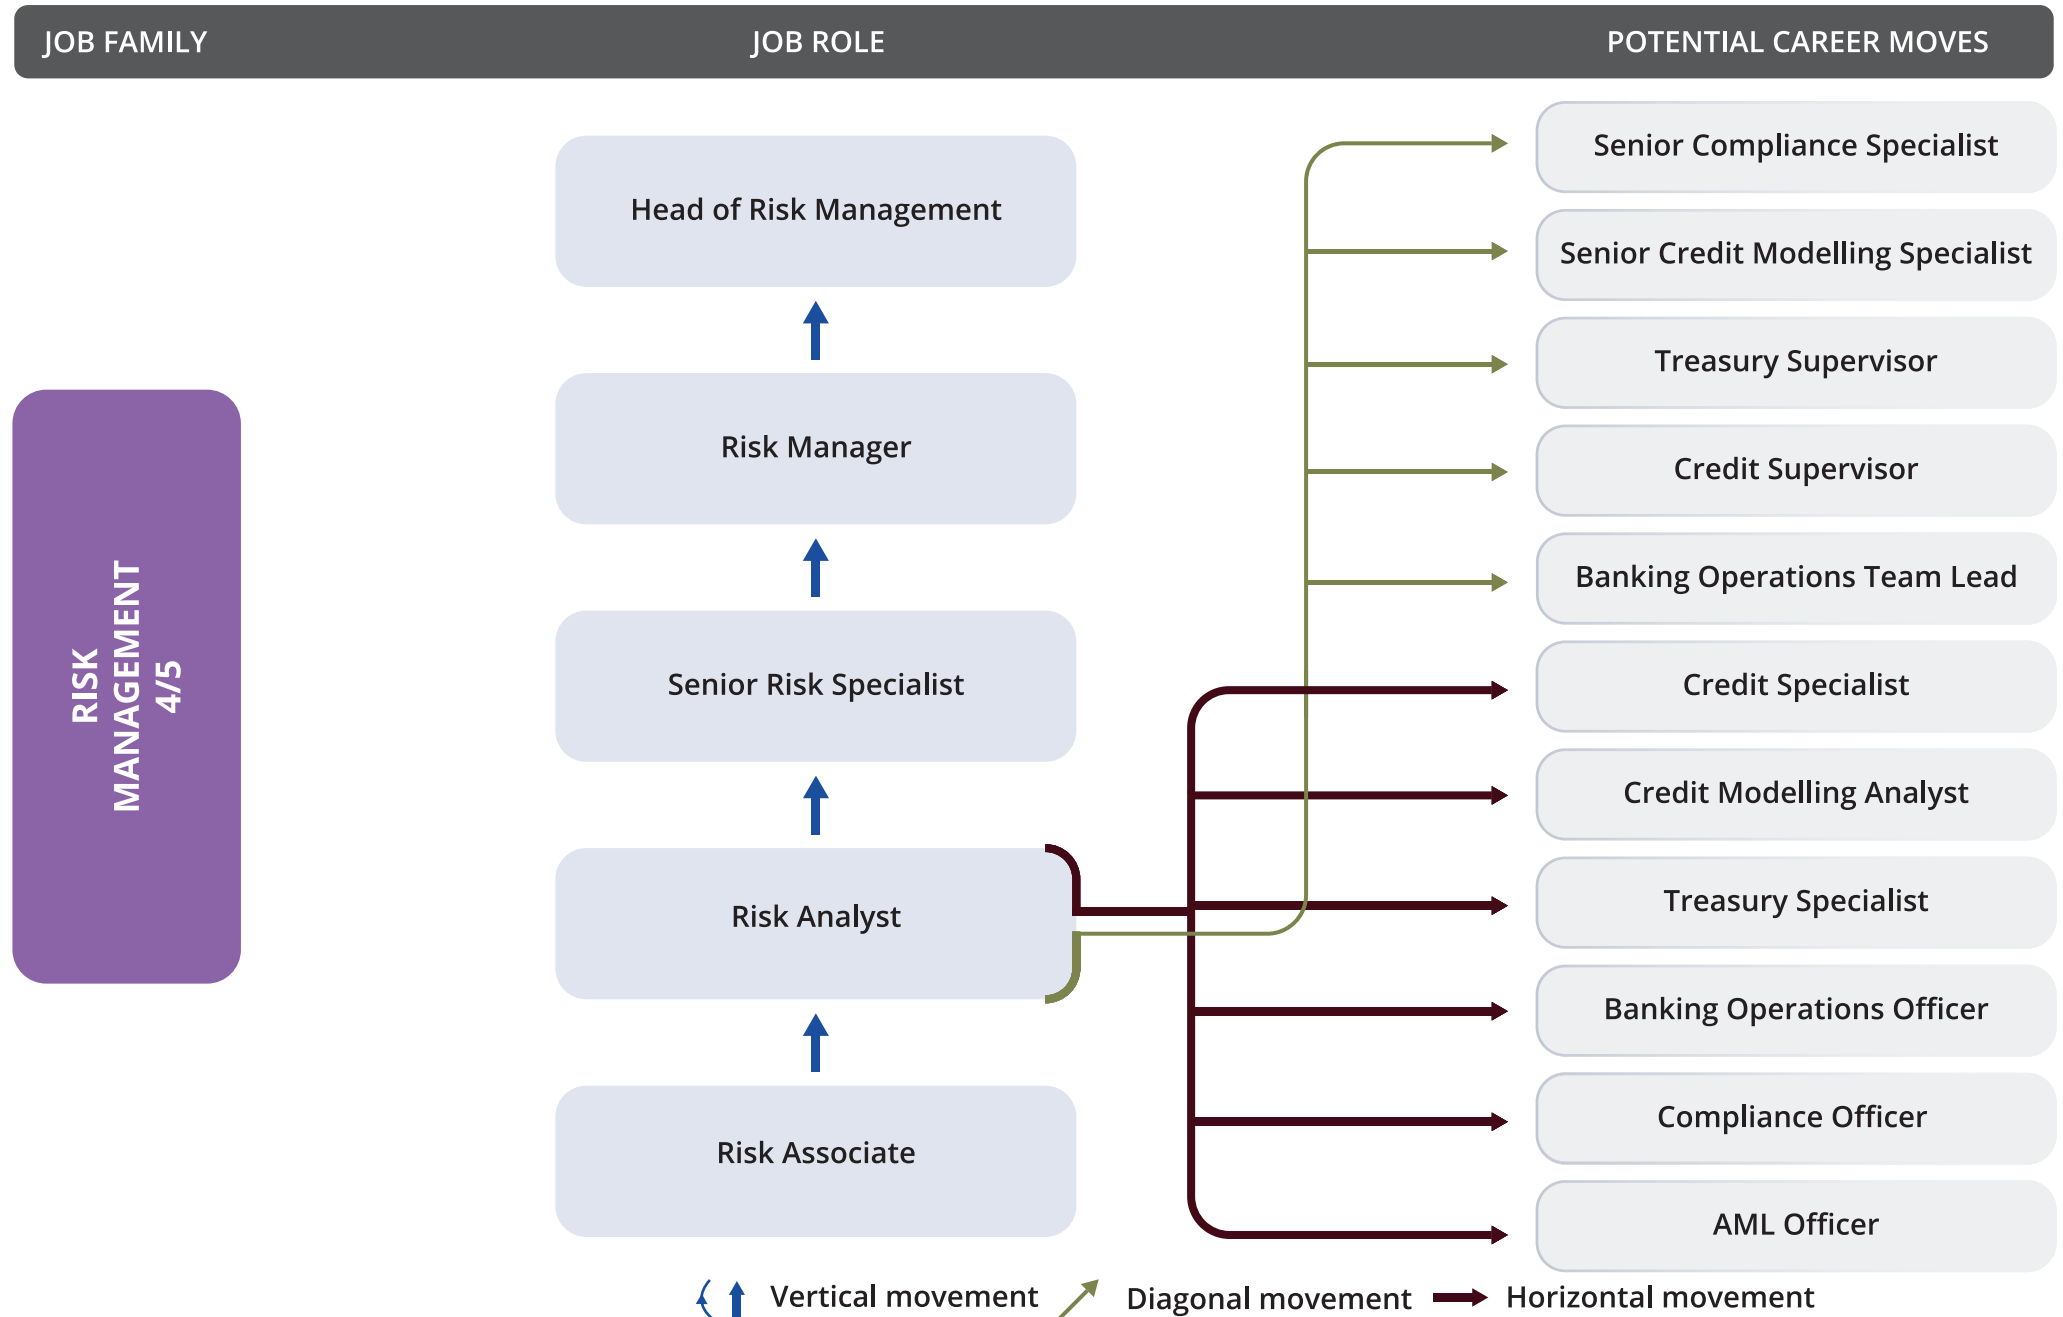 JOB FAMILY
JOB ROLE
POTENTIAL CAREER MOVES
RISK
MANAGEMENT
4/5
Head of Risk Management
Risk Manager
Senior Risk Specialist
Risk Analyst
Risk Associate
Senior Compliance Specialist
Senior Credit Modelling Specialist
Treasury Supervisor
Credit Supervisor
Banking Operations Team Lead
Credit Specialist
Credit Modelling Analyst
Treasury Specialist
Banking Operations Officer
Compliance Officer
AML Officer
Vertical movement
Diagonal movement
Horizontal movement